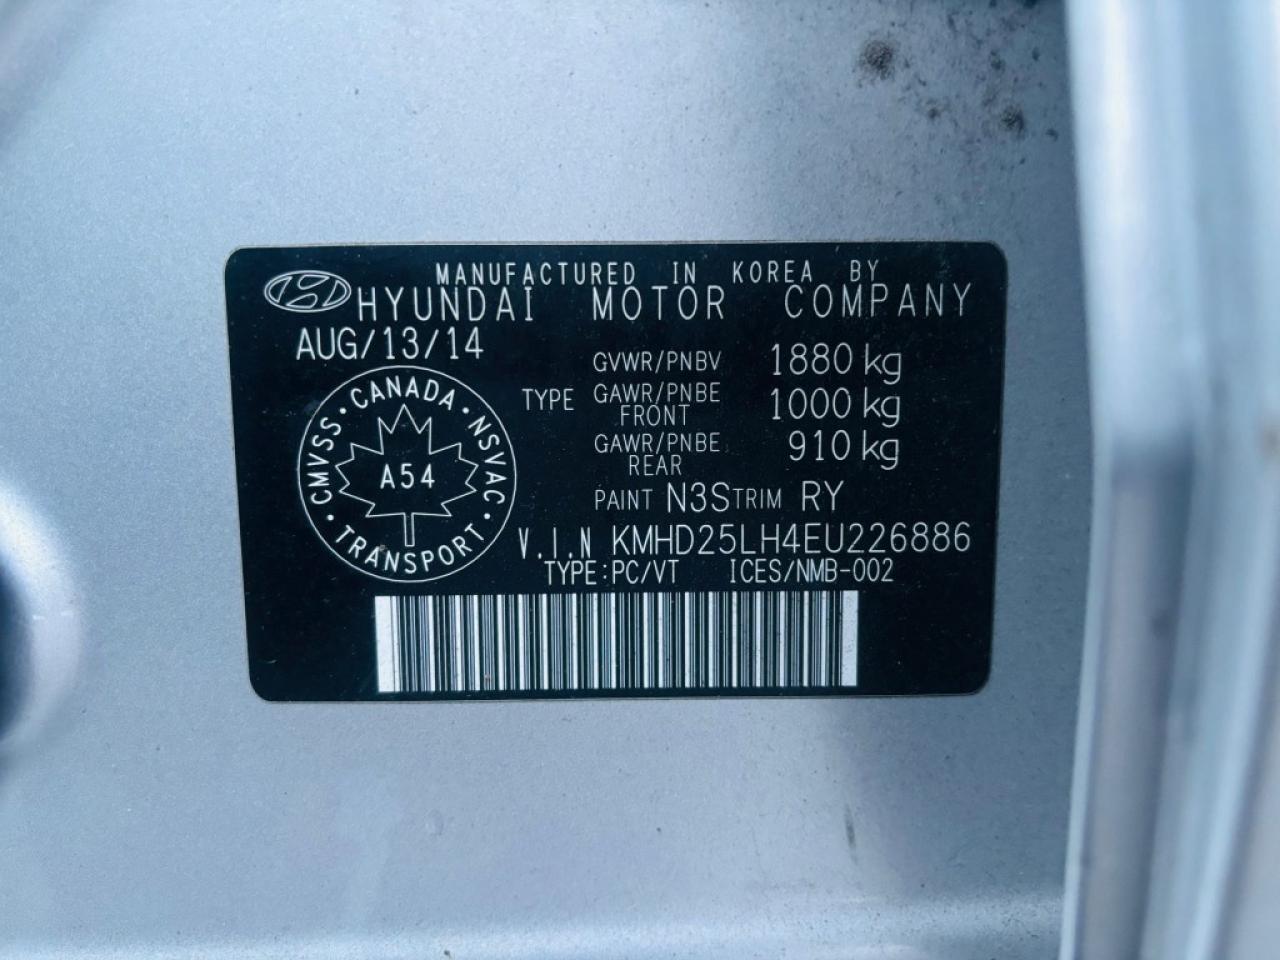 MANUFACTURED IN KOREA BY
HYUNDAI MOTOR COMPANY
AUG/13/14
GVWR/PNBV 1880 kg
TYPE GAWR/PNBE FRONT 1000 kg
GAWR/PNBE REAR 910 kg
PAINT N3S TRIM RY
V.I.N KMHD25LH4EU226886
TYPE:PC/VT ICES/NMB-002
CMVSS · CANADA · NSVAC ·
A54
TRANSPORT